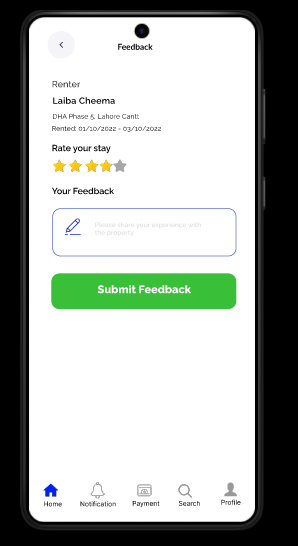 Feedback
Renter
Laiba Cheema
DHA Phase 5, Lahore Cantt
Rented: 01/10/2022 - 03/10/2022
Rate your stay
Your Feedback
Please share your experience with
the property
Submit Feedback
Home
Notification
Payment
Search
Profile